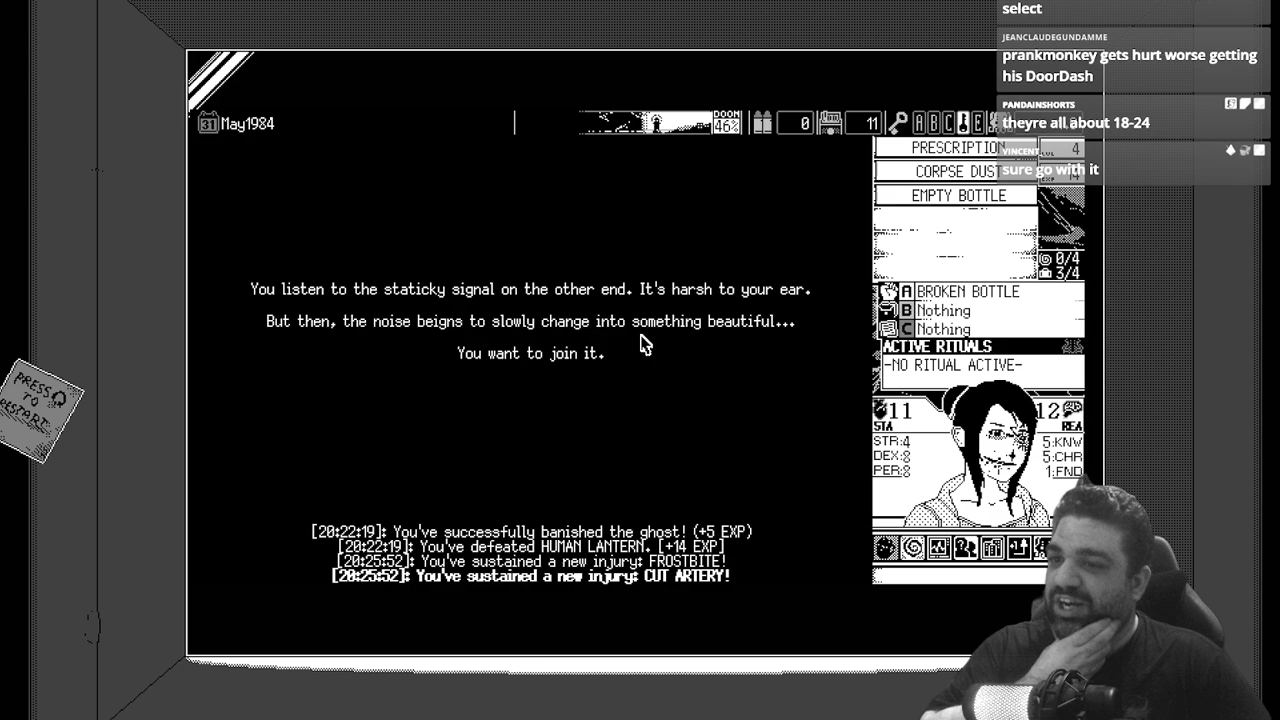 select
JEANCLAUDEGUNDAMME
prankmonkey gets hurt worse getting
his DoorDash
PANDAINSHORTS
theyre all about 18-24
VINCENT
sure go with it
31 May1984
DOOM
46%
0
11
A B C E
PRESCRIPTION
4
CORPSE DUST
EMPTY BOTTLE
0/4
3/4
You listen to the staticky signal on the other end. It's harsh to your ear.
But then, the noise beigns to slowly change into something beautiful...
You want to join it.
A BROKEN BOTTLE
B Nothing
C Nothing
ACTIVE RITUALS
-NO RITUAL ACTIVE-
PRESS Q
TO
RESTART
11
12
STA
REA
STR:4
5:KNW
DEX:8
5:CHR
PER:8
1:FND
[20:22:19]: You've successfully banished the ghost! (+5 EXP)
[20:22:19]: You've defeated HUMAN LANTERN. [+14 EXP]
[20:25:52]: You've sustained a new injury: FROSTBITE!
[20:25:52]: You've sustained a new injury: CUT ARTERY!